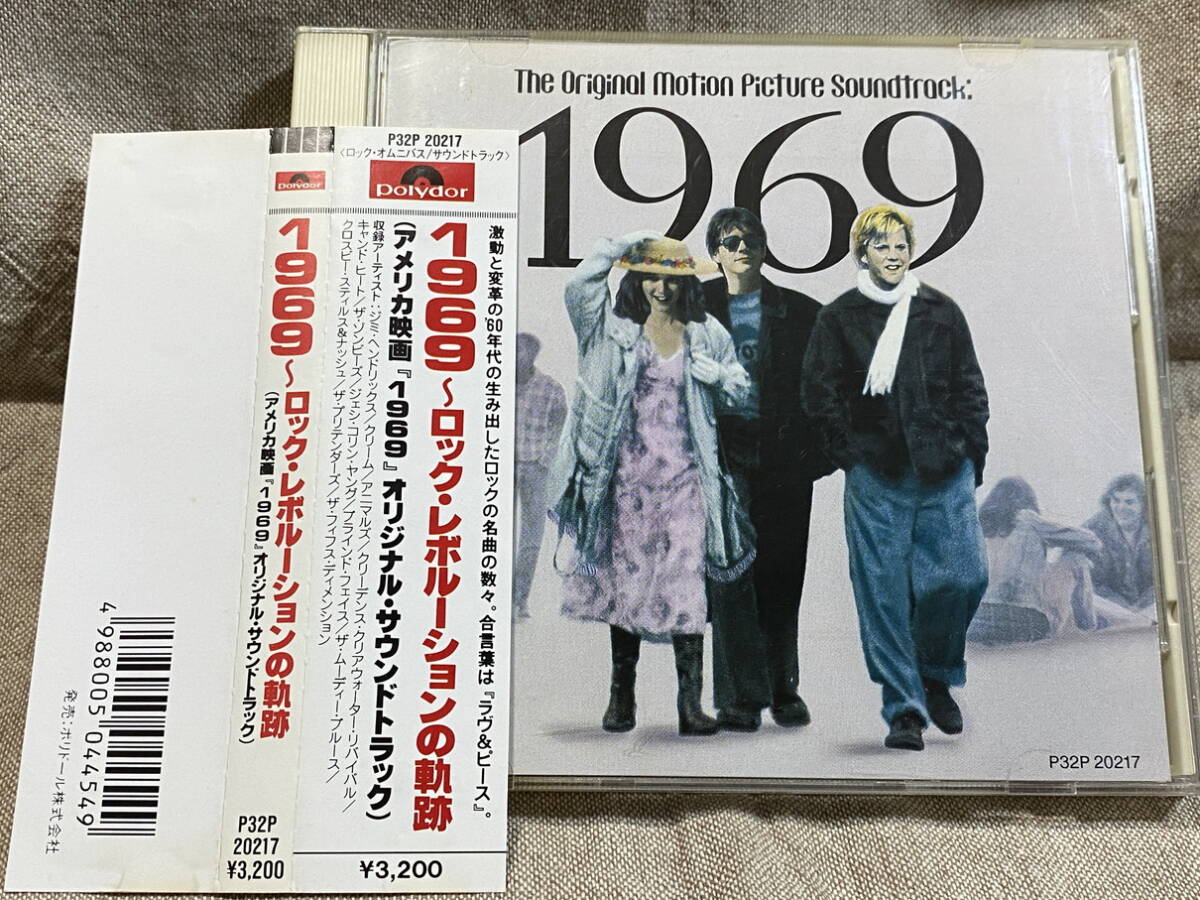 The Original Motion Picture Soundtrack:
1969
P32P 20217
P32P 20217
〈ロック・オムニバス/サウンドトラック〉
Polydor
激動と変革の'60年代の生み出したロックの名曲の数々。合言葉は『ラヴ&ピース』。
1969〜ロック・レボルーションの軌跡
(アメリカ映画『1969』オリジナル・サウンドトラック)
収録アーティスト:ジミ・ヘンドリックス/クリーム/アニマルズ/クリーデンス・クリアウォーター・リバイバル/
キャンド・ヒート/ザ・ゾンビーズ/ジェシ・コリン・ヤング/ブラインド・フェイス/ザ・ムーディー・ブルース/
クロスビー・スティルス&ナッシュ/ザ・プリテンダーズ/ザ・フィフス・ディメンション
¥3,200
Polydor
1969〜ロック・レボルーションの軌跡
(アメリカ映画『1969』オリジナル・サウンドトラック)
P32P
20217
¥3,200
4 988005 044549
発売:ポリドール株式会社